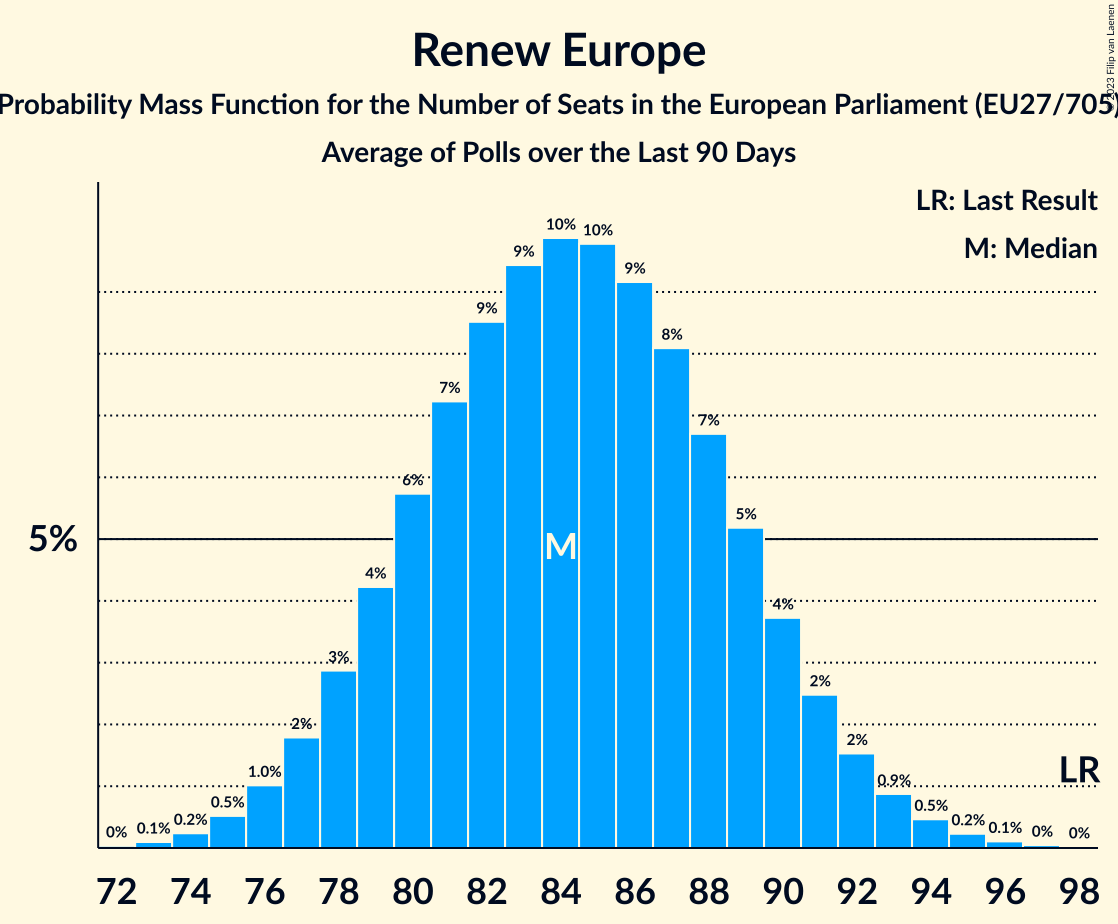 Renew Europe
Probability Mass Function for the Number of Seats in the European Parliament (EU27/705)
Average of Polls over the Last 90 Days
© 2023 Filip van Laenen
LR: Last Result
M: Median
5%
0% 0.1% 0.2% 0.5% 1.0% 2% 3% 4% 6% 7% 9% 9% 10% 10% 9% 8% 7% 5% 4% 2% 2% 0.9% 0.5% 0.2% 0.1% 0% 0%
M
LR
72 74 76 78 80 82 84 86 88 90 92 94 96 98